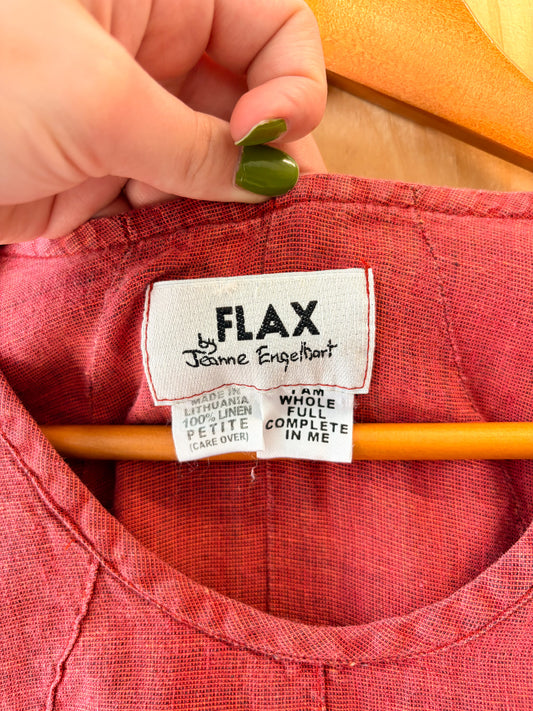 FLAX
by
Jeanne Engelhart
MADE IN
LITHUANIA
100% LINEN
PETITE
(CARE OVER)
I AM
WHOLE
FULL
COMPLETE
IN ME